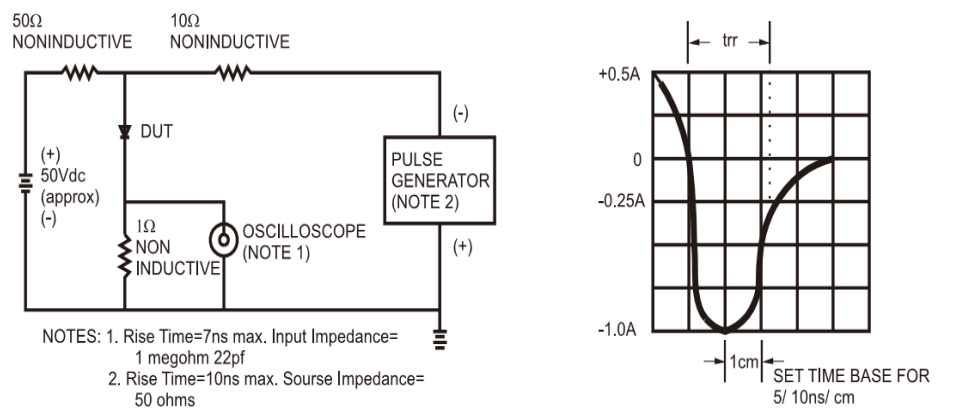 50Ω
NONINDUCTIVE
10Ω
NONINDUCTIVE
DUT
(+)
50Vdc
(approx)
(-)
1Ω
NON
INDUCTIVE
OSCILLOSCOPE
(NOTE 1)
(-)
PULSE
GENERATOR
(NOTE 2)
(+)
NOTES: 1. Rise Time=7ns max. Input Impedance=
1 megohm 22pf
2. Rise Time=10ns max. Sourse Impedance=
50 ohms
trr
+0.5A
0
-0.25A
-1.0A
1cm
SET TIME BASE FOR
5/ 10ns/ cm